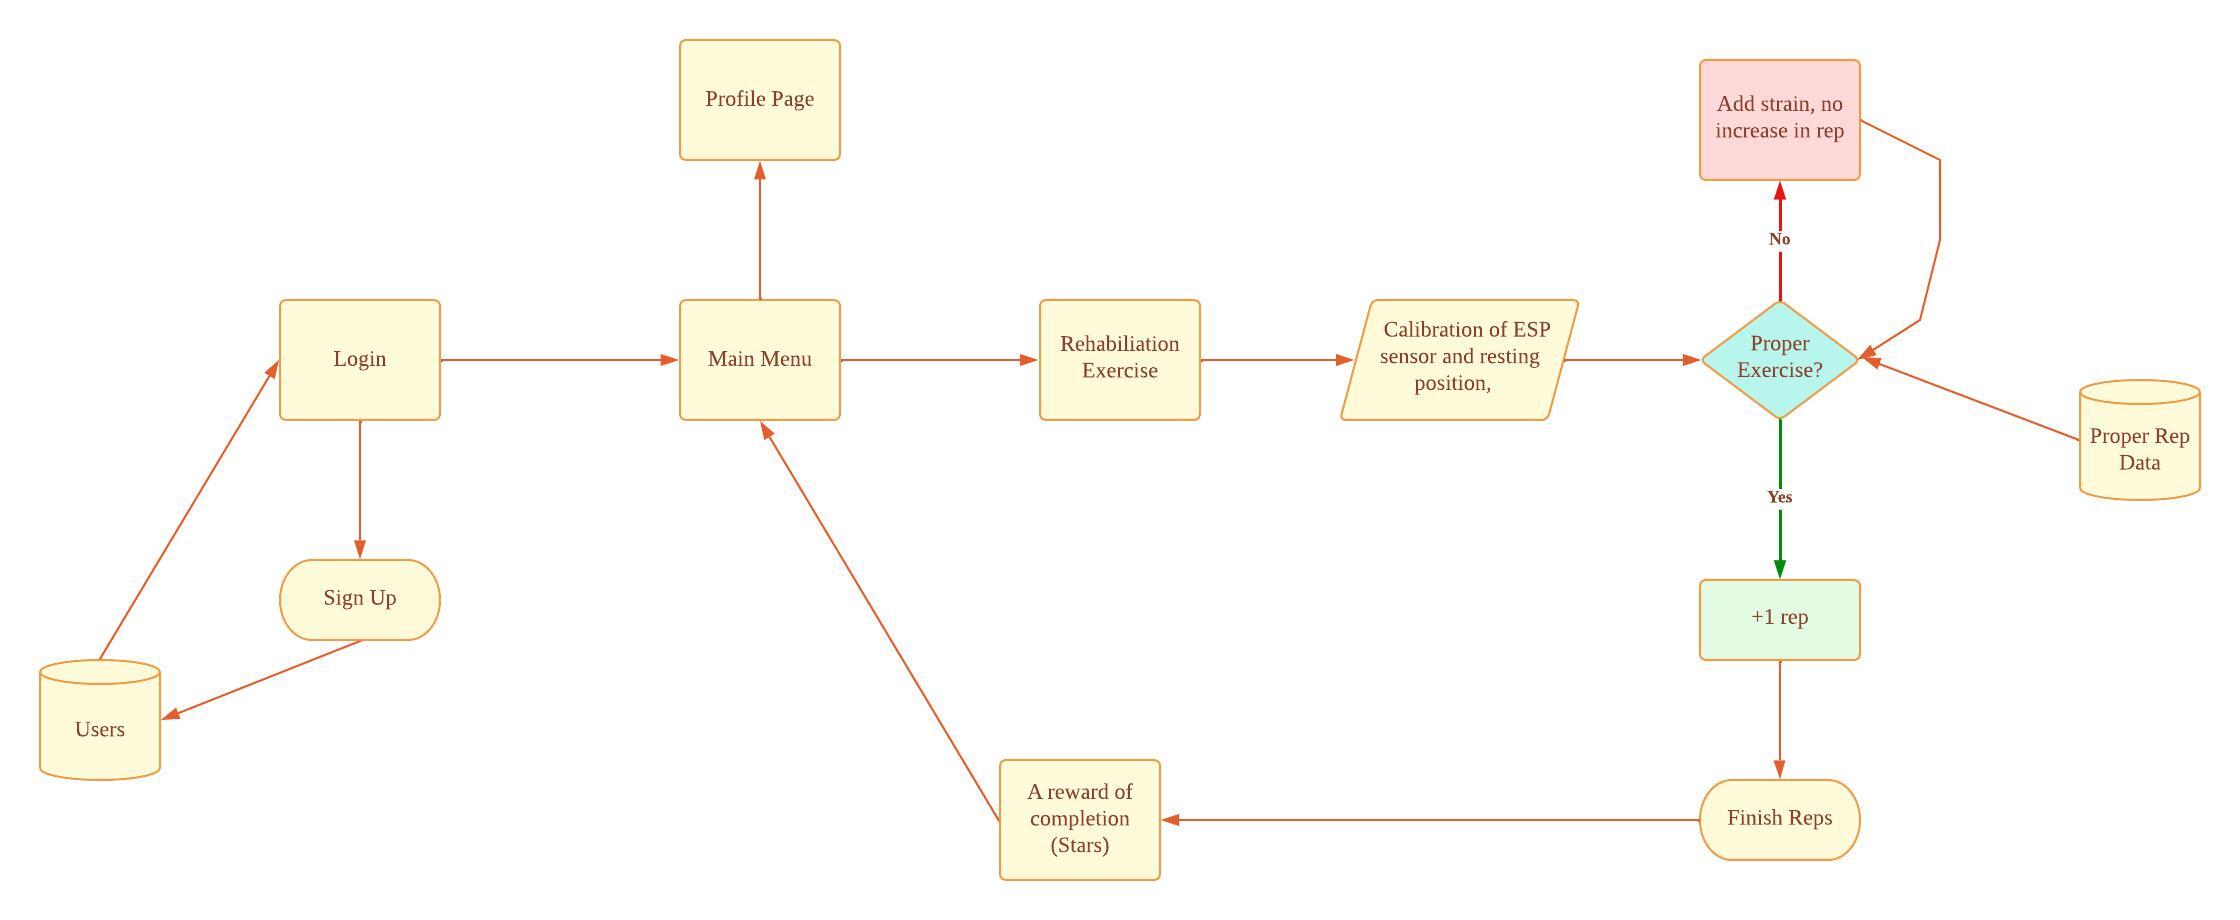 Profile Page
Add strain, no
increase in rep
No
Login
Main Menu
Rehabiliation
Exercise
Calibration of ESP
sensor and resting
position,
Proper
Exercise?
Proper Rep
Data
Yes
Sign Up
+1 rep
Users
A reward of
completion
(Stars)
Finish Reps